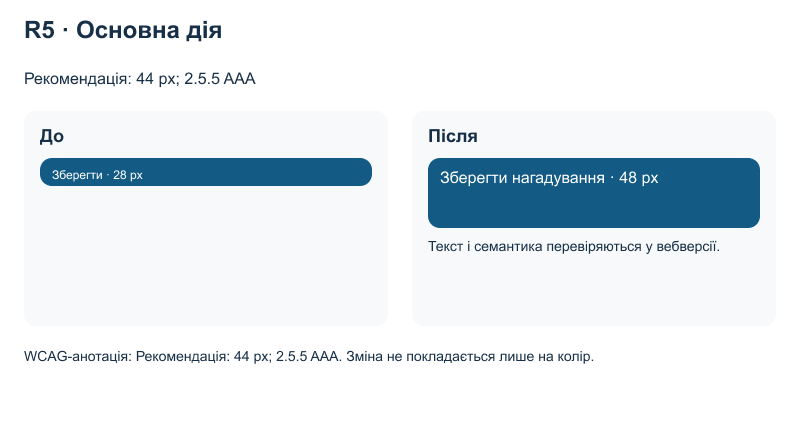 R5 · Основна дія
Рекомендація: 44 px; 2.5.5 AAA
До
Зберегти · 28 px
Після
Зберегти нагадування · 48 px
Текст і семантика перевіряються у вебверсії.
WCAG-анотація: Рекомендація: 44 px; 2.5.5 AAA. Зміна не покладається лише на колір.